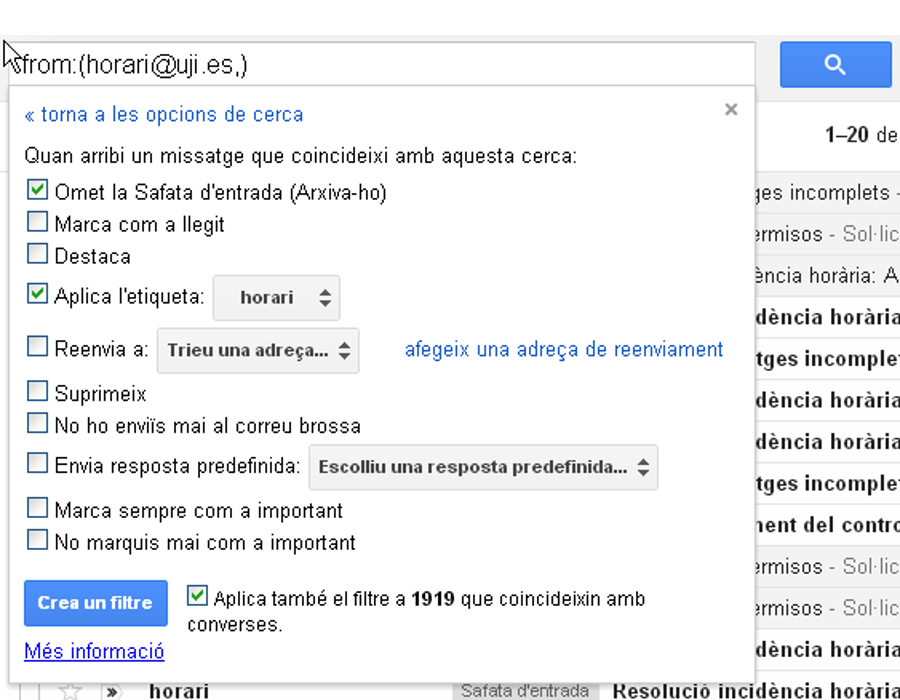 from:(horari@uji.es,)
« torna a les opcions de cerca
×
1–20 de
Quan arribi un missatge que coincideixi amb aquesta cerca:
Omet la Safata d'entrada (Arxiva-ho)
Marca com a llegit
Destaca
Aplica l'etiqueta: horari
Reenvia a: Trieu una adreça... afegeix una adreça de reenviament
Suprimeix
No ho enviïs mai al correu brossa
Envia resposta predefinida: Escolliu una resposta predefinida...
Marca sempre com a important
No marquis mai com a important
Crea un filtre
Aplica també el filtre a 1919 que coincideixin amb
converses.
Més informació
ges incomplets -
ermisos - Sol·lic
ència horària: A
dència horària
tges incomplet
dència horària
dència horària
tges incomplet
nent del contro
ermisos - Sol·lic
ermisos - Sol·lic
dència horària
horari Safata d'entrada Resolució incidència horària